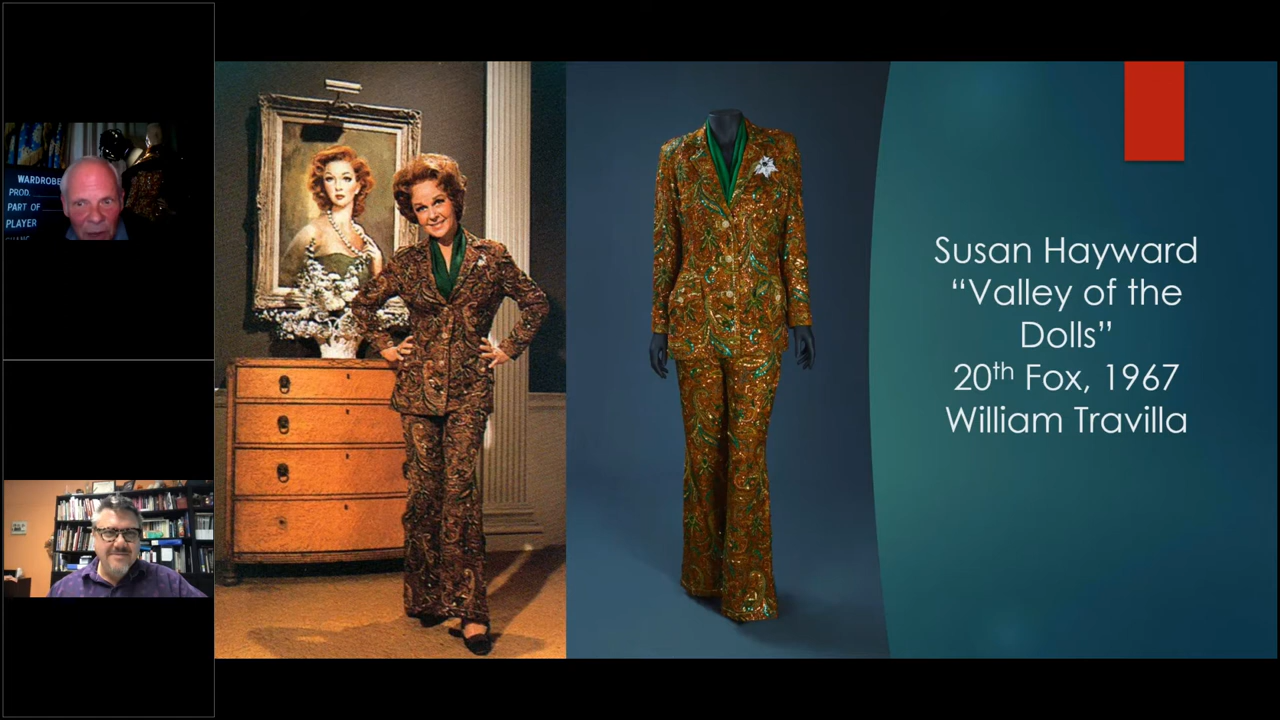 WARDROBE
PROD.
PART OF
PLAYER
Susan Hayward
“Valley of the
Dolls”
20th Fox, 1967
William Travilla